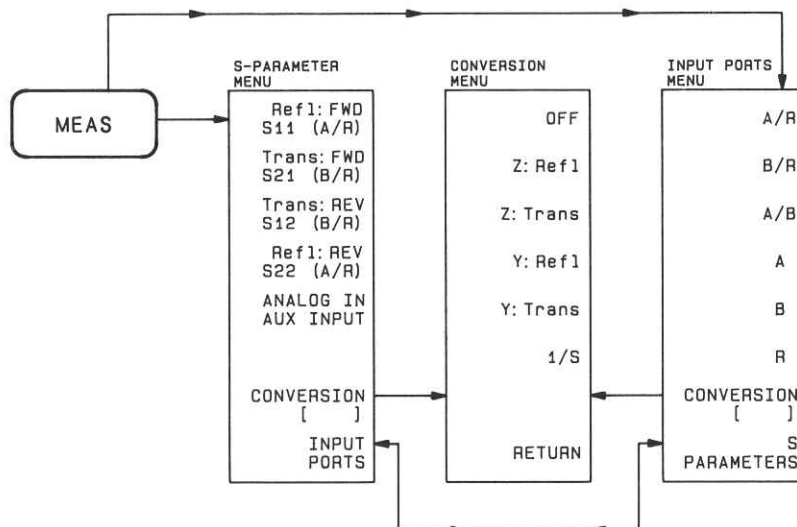 S-PARAMETER
MENU
CONVERSION
MENU
INPUT PORTS
MENU
MEAS
Refl: FWD
S11 (A/R)
Trans: FWD
S21 (B/R)
Trans: REV
S12 (B/R)
Refl: REV
S22 (A/R)
ANALOG IN
AUX INPUT
CONVERSION
[ ]
INPUT
PORTS
OFF
Z: Refl
Z: Trans
Y: Refl
Y: Trans
1/S
RETURN
A/R
B/R
A/B
A
B
R
CONVERSION
[ ]
S
PARAMETERS